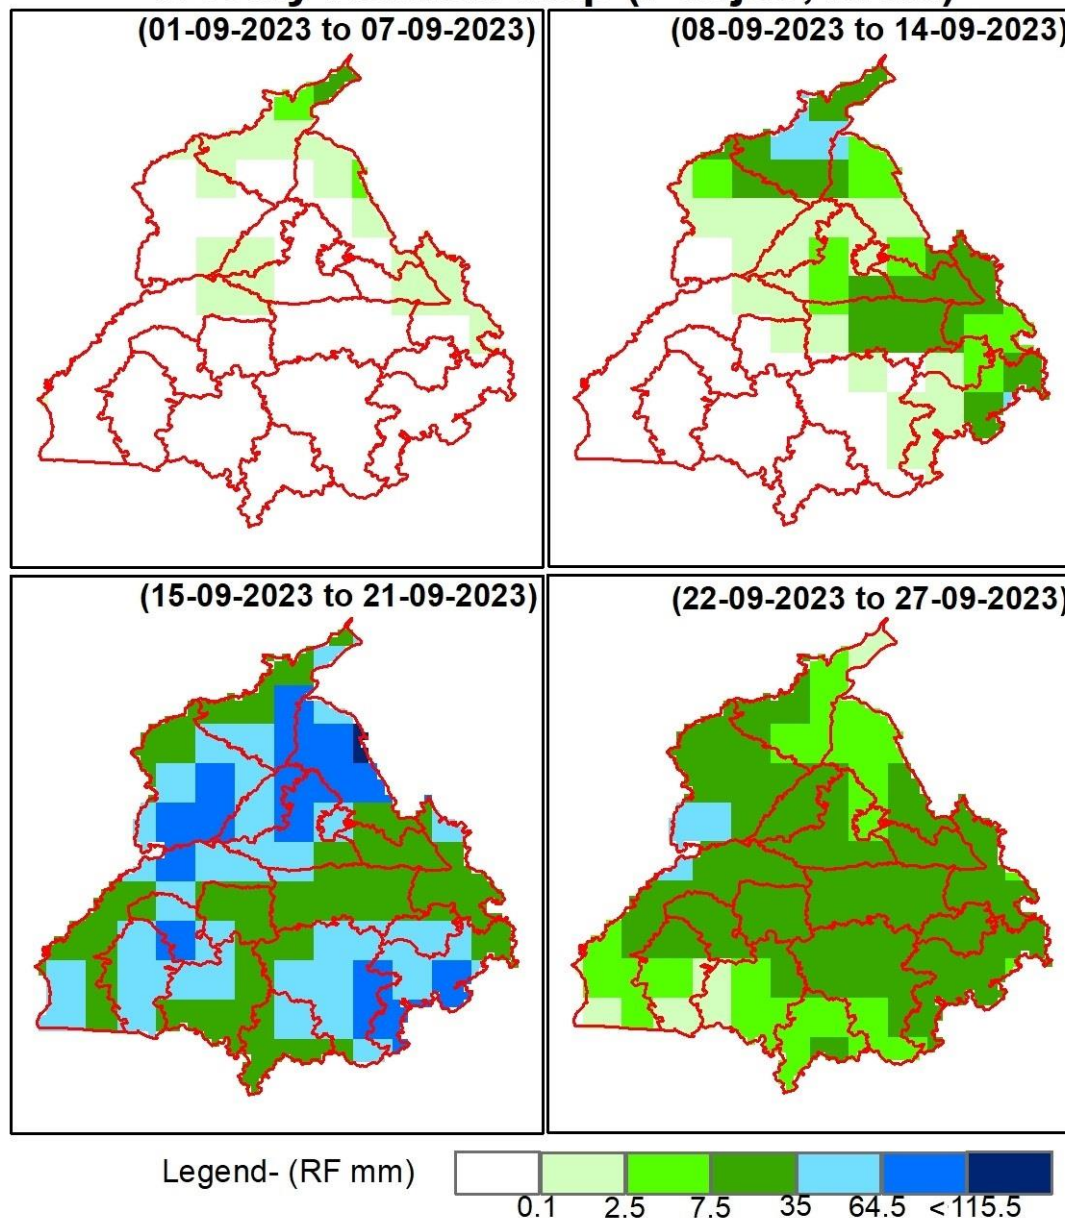 (01-09-2023 to 07-09-2023)
(08-09-2023 to 14-09-2023)
(15-09-2023 to 21-09-2023)
(22-09-2023 to 27-09-2023)
Legend- (RF mm)
0.1 2.5 7.5 35 64.5 <115.5